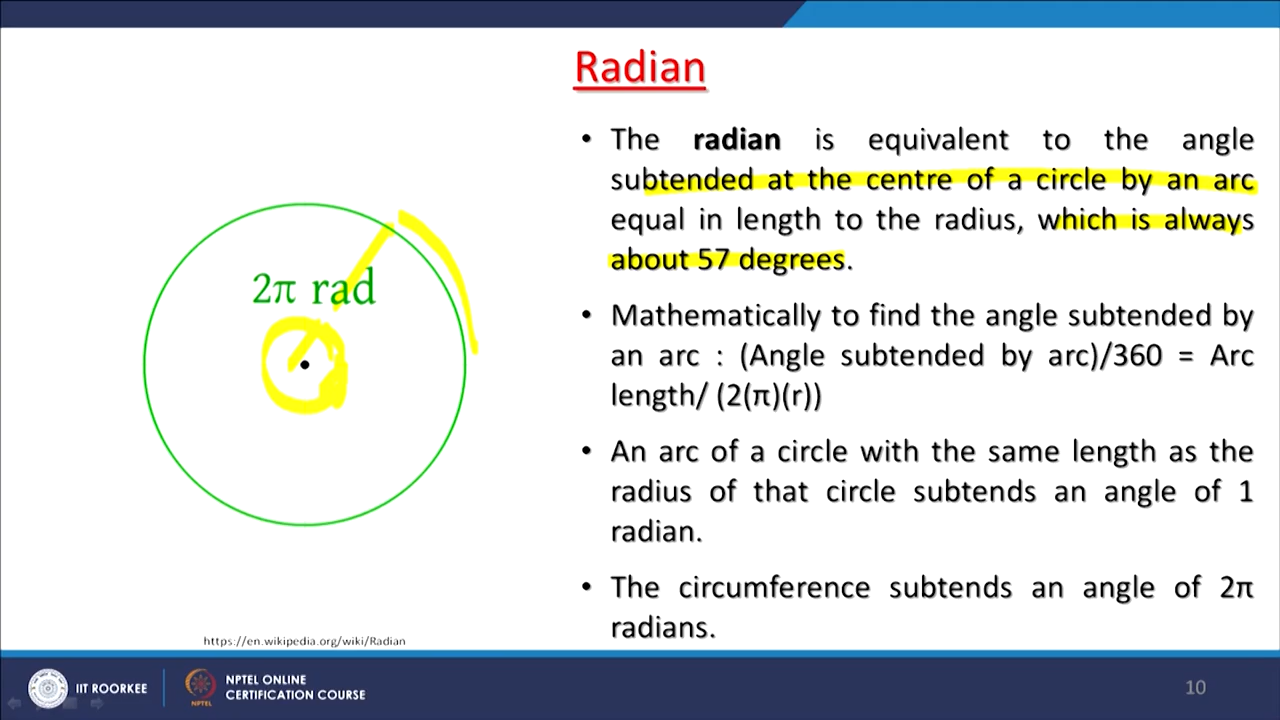 Radian
• The radian is equivalent to the angle
subtended at the centre of a circle by an arc
equal in length to the radius, which is always
about 57 degrees.
• Mathematically to find the angle subtended by
an arc : (Angle subtended by arc)/360 = Arc
length/ (2(π)(r))
• An arc of a circle with the same length as the
radius of that circle subtends an angle of 1
radian.
• The circumference subtends an angle of 2π
radians.
2π rad
https://en.wikipedia.org/wiki/Radian
IIT ROORKEE
NPTEL
NPTEL ONLINE
CERTIFICATION COURSE
10